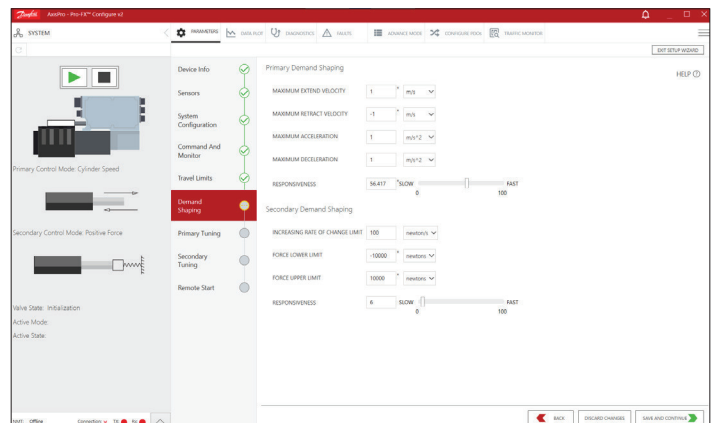 Danfoss AxisPro - Pro-FX™ Configure v2
SYSTEM
PARAMETERS DATA PLOT DIAGNOSTICS FAULTS ADVANCE MODE CONFIGURE PDOS TRAFFIC MONITOR
EXIT SETUP WIZARD
Primary Control Mode: Cylinder Speed
Secondary Control Mode: Positive Force
Valve State: Initialization
Active Mode:
Active State:
NMT: Offline Connection TX Rx
Device Info
Sensors
System
Configuration
Command And
Monitor
Travel Limits
Demand
Shaping
Primary Tuning
Secondary
Tuning
Remote Start
Primary Demand Shaping
HELP ?
MAXIMUM EXTEND VELOCITY 1 * m/s
MAXIMUM RETRACT VELOCITY -1 * m/s
MAXIMUM ACCELERATION 1 m/s^2
MAXIMUM DECELERATION 1 m/s^2
RESPONSIVENESS 56.417 * SLOW FAST
0 100
Secondary Demand Shaping
INCREASING RATE OF CHANGE LIMIT 100 newton/s
FORCE LOWER LIMIT -10000 * newtons
FORCE UPPER LIMIT 10000 * newtons
RESPONSIVENESS 6 SLOW FAST
0 100
BACK DISCARD CHANGES SAVE AND CONTINUE